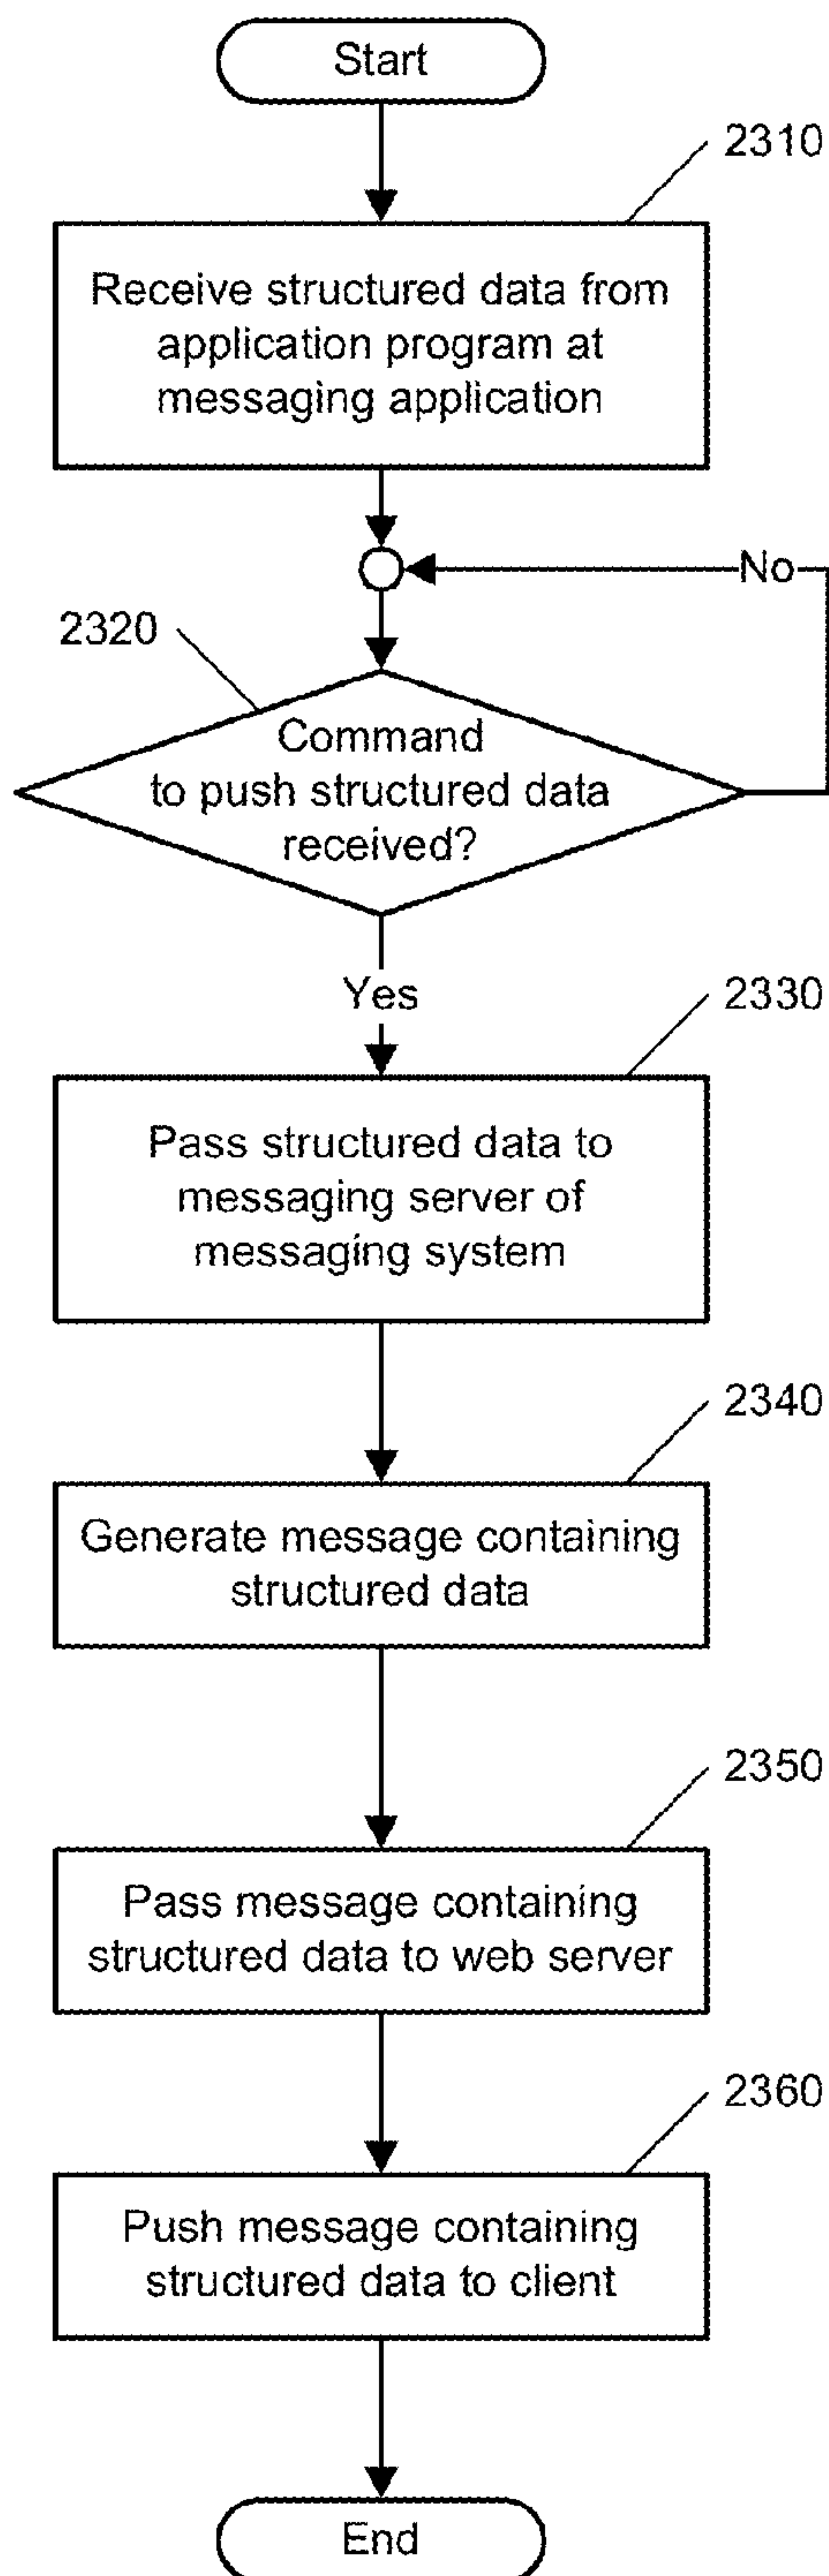 Start
2310
Receive structured data from
application program at
messaging application
No
2320
Command
to push structured data
received?
Yes
2330
Pass structured data to
messaging server of
messaging system
2340
Generate message containing
structured data
2350
Pass message containing
structured data to web server
2360
Push message containing
structured data to client
End